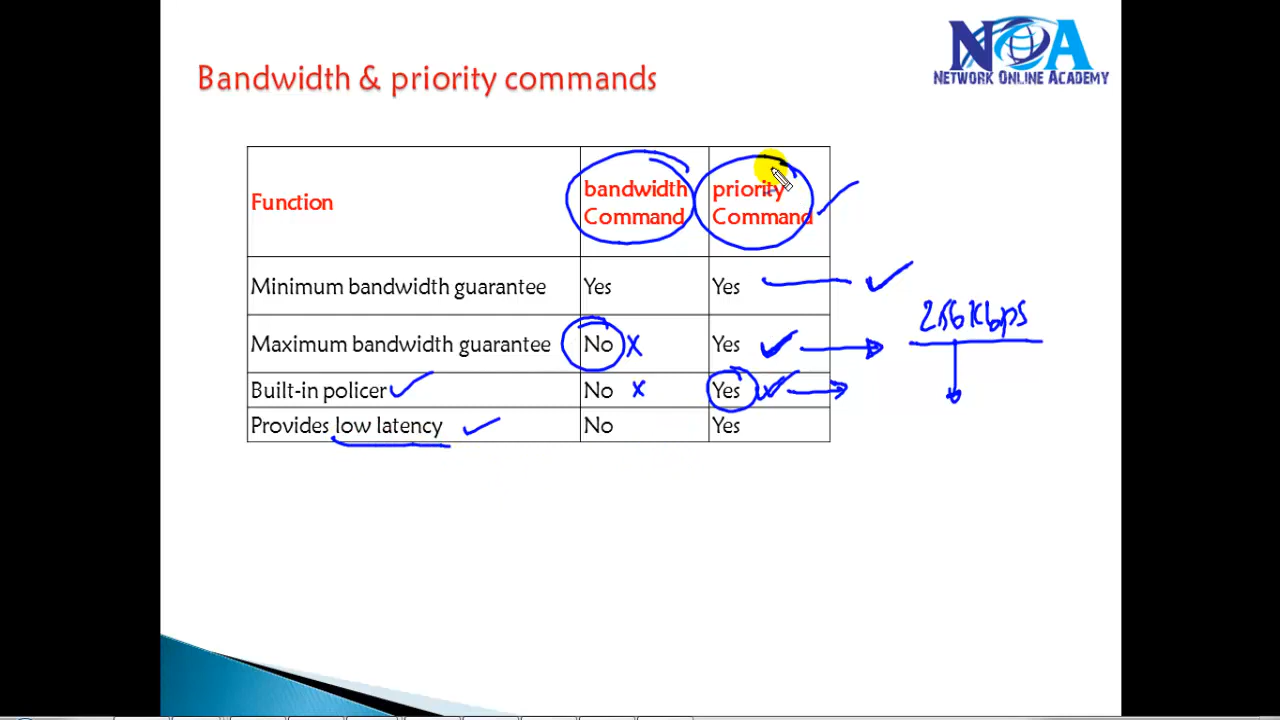 NOA
NETWORK ONLINE ACADEMY
Bandwidth & priority commands
Function
bandwidth
Command
priority
Command
Minimum bandwidth guarantee Yes Yes
256Kbps
Maximum bandwidth guarantee No X Yes
Built-in policer No x Yes
Provides low latency No Yes